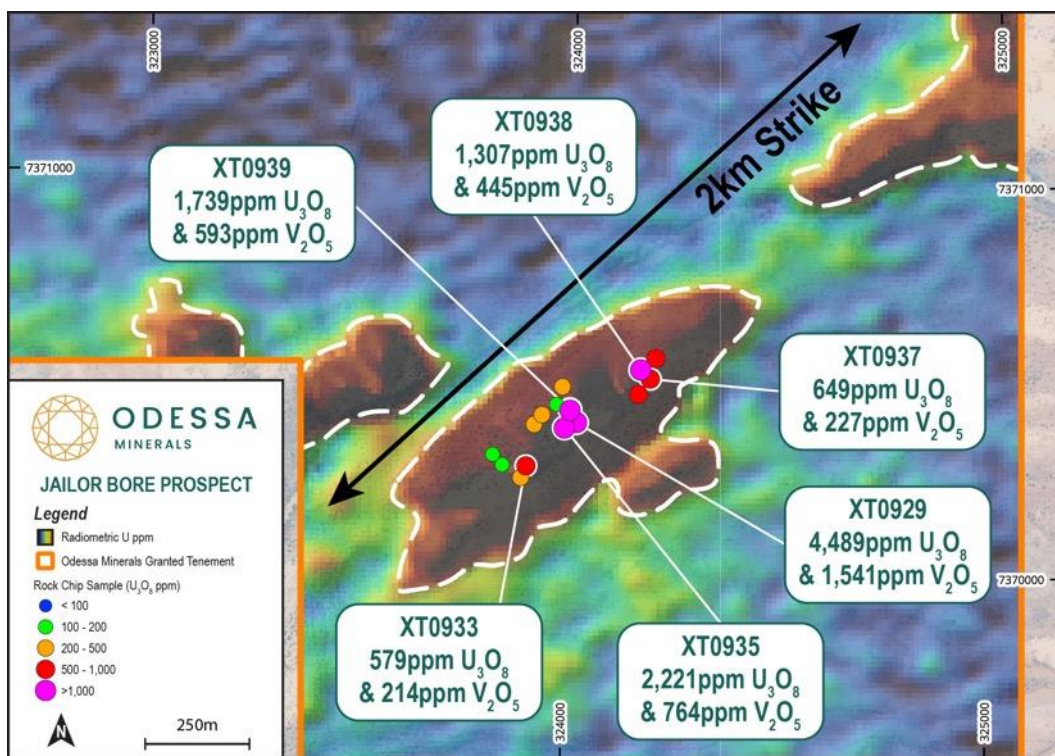 323000
324000
325000
7371000
7371000
2km Strike
XT0938
1,307ppm U₃O₈
& 445ppm V₂O₅
XT0939
1,739ppm U₃O₈
& 593ppm V₂O₅
XT0937
649ppm U₃O₈
& 227ppm V₂O₅
XT0929
4,489ppm U₃O₈
& 1,541ppm V₂O₅
XT0933
579ppm U₃O₈
& 214ppm V₂O₅
XT0935
2,221ppm U₃O₈
& 764ppm V₂O₅
7370000
324000
325000
ODESSA
MINERALS
JAILOR BORE PROSPECT
Legend
Radiometric U ppm
Odessa Minerals Granted Tenement
Rock Chip Sample (U₃O₈ ppm)
< 100
100 - 200
200 - 500
500 - 1,000
>1,000
N
250m